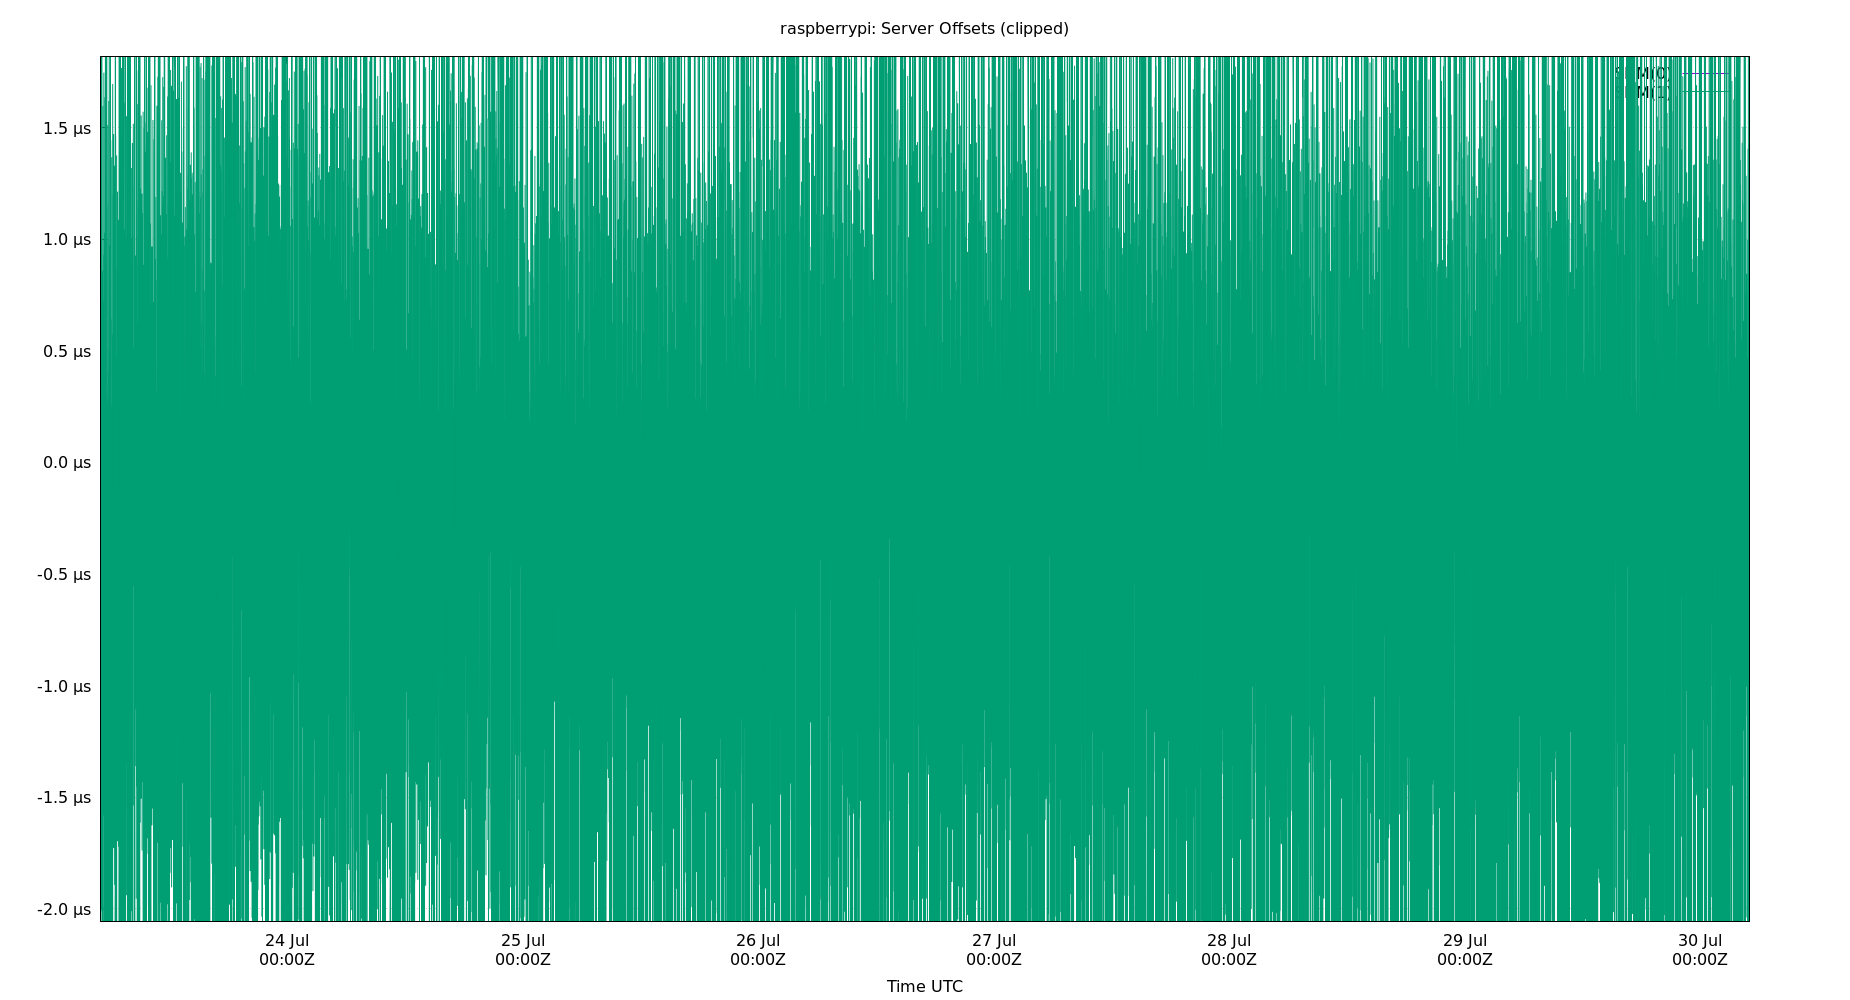 raspberrypi: Server Offsets (clipped)
M(0)
M(1)
1.5 µs
1.0 µs
0.5 µs
0.0 µs
-0.5 µs
-1.0 µs
-1.5 µs
-2.0 µs
24 Jul 25 Jul 26 Jul 27 Jul 28 Jul 29 Jul 30 Jul
00:00Z 00:00Z 00:00Z 00:00Z 00:00Z 00:00Z 00:00Z
Time UTC